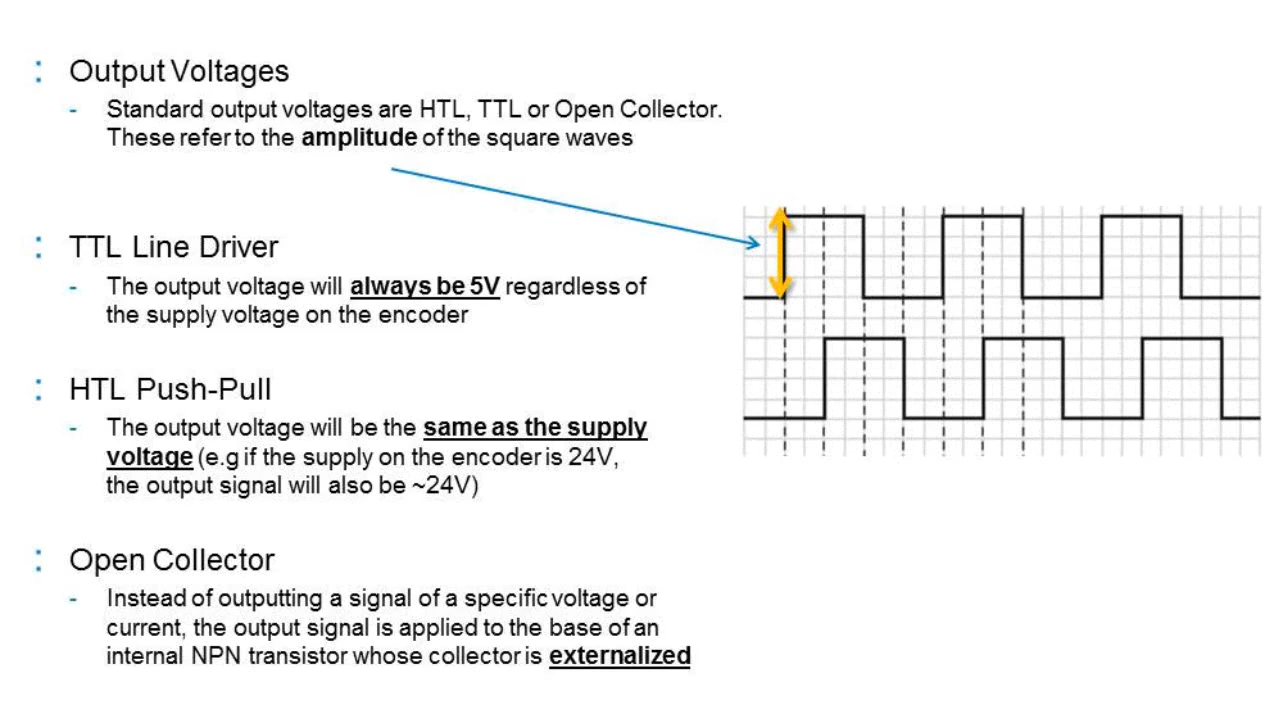 : Output Voltages
- Standard output voltages are HTL, TTL or Open Collector.
These refer to the amplitude of the square waves
: TTL Line Driver
- The output voltage will always be 5V regardless of
the supply voltage on the encoder
: HTL Push-Pull
- The output voltage will be the same as the supply
voltage (e.g if the supply on the encoder is 24V,
the output signal will also be ~24V)
: Open Collector
- Instead of outputting a signal of a specific voltage or
current, the output signal is applied to the base of an
internal NPN transistor whose collector is externalized